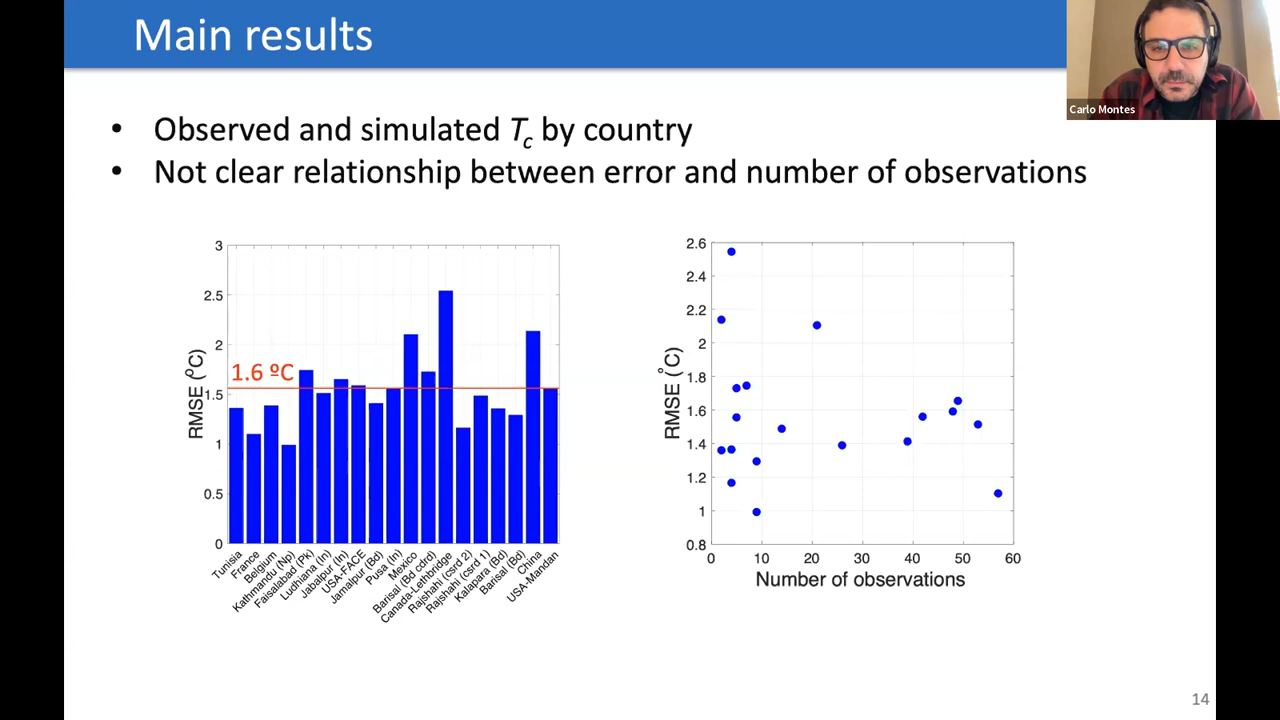 Main results
Carlo Montes
• Observed and simulated Tc by country
• Not clear relationship between error and number of observations
RMSE (ºC)
3
2.5
2
1.5
1
0.5
0
1.6 ºC
Tunisia
France
Belgium
Kathmandu (Np)
Faisalabad (Pk)
Ludhiana (In)
Jabalpur (In)
USA-FACE
Jamalpur (Bd)
Pusa (In)
Mexico
Barisal (Bd cdrd)
Canada-Lethbridge
Rajshahi (csrd 2)
Rajshahi (csrd 1)
Kalapara (Bd)
Barisal (Bd)
China
USA-Mandan
RMSE (°C)
2.6
2.4
2.2
2
1.8
1.6
1.4
1.2
1
0.8
0 10 20 30 40 50 60
Number of observations
14